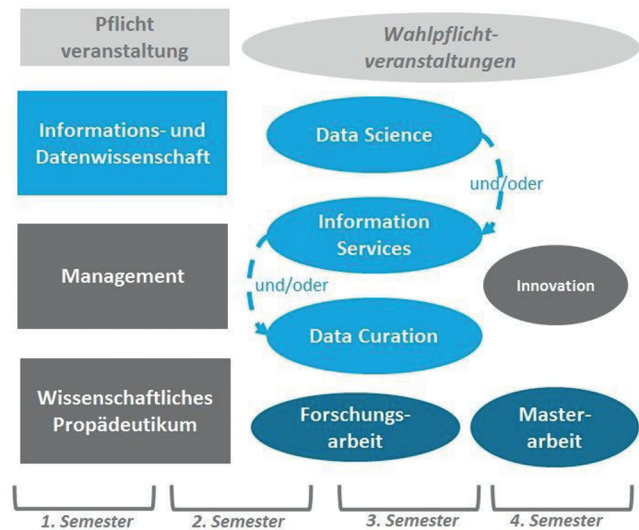 Pflicht
veranstaltung
Wahlpflicht-
veranstaltungen
Informations- und
Datenwissenschaft
Data Science
und/oder
Information
Services
Management
Innovation
und/oder
Data Curation
Wissenschaftliches
Propädeutikum
Forschungs-
arbeit
Master-
arbeit
1. Semester
2. Semester
3. Semester
4. Semester